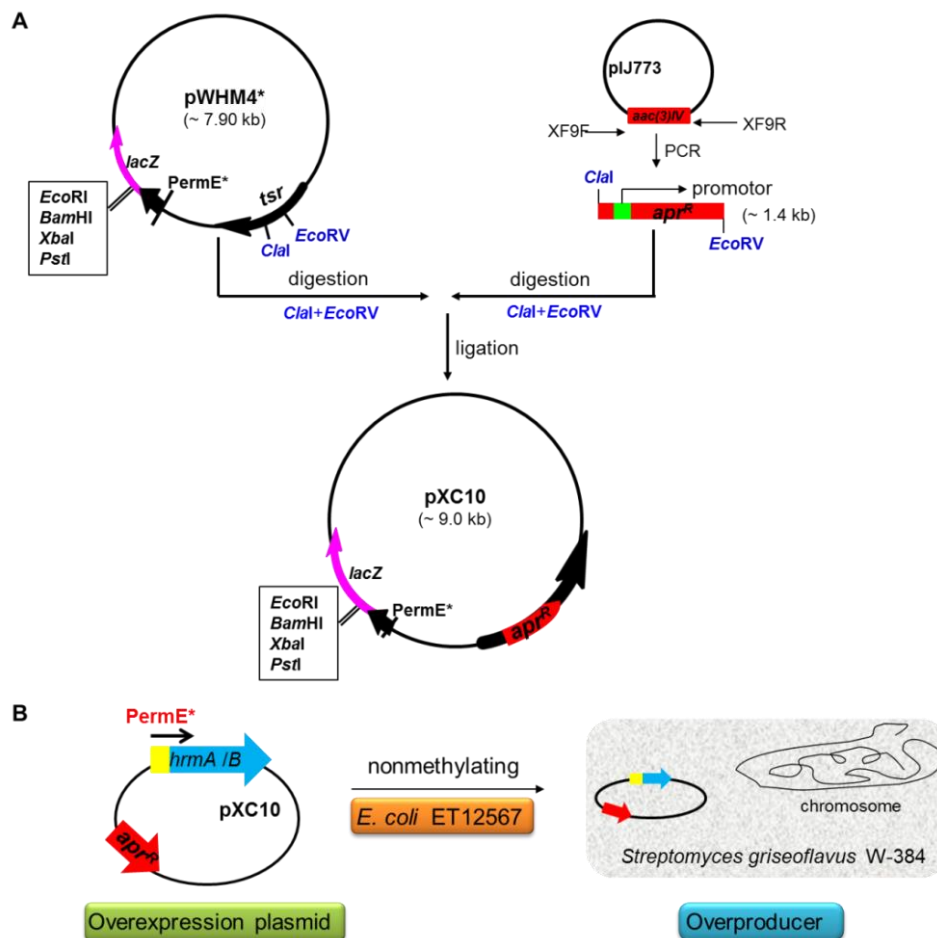 A
pWHM4*
(~ 7.90 kb)
lacZ
PermE*
tsr
EcoRI
BamHI
XbaI
PstI
EcoRV
ClaI
pIJ773
aac(3)IV
XF9F
XF9R
PCR
ClaI
promotor
aprR
(~ 1.4 kb)
EcoRV
digestion
ClaI+EcoRV
digestion
ClaI+EcoRV
ligation
pXC10
(~ 9.0 kb)
lacZ
PermE*
aprR
EcoRI
BamHI
XbaI
PstI
B
PermE*
hrmA /B
pXC10
aprR
Overexpression plasmid
nonmethylating
E. coli ET12567
chromosome
Streptomyces griseoflavus W-384
Overproducer